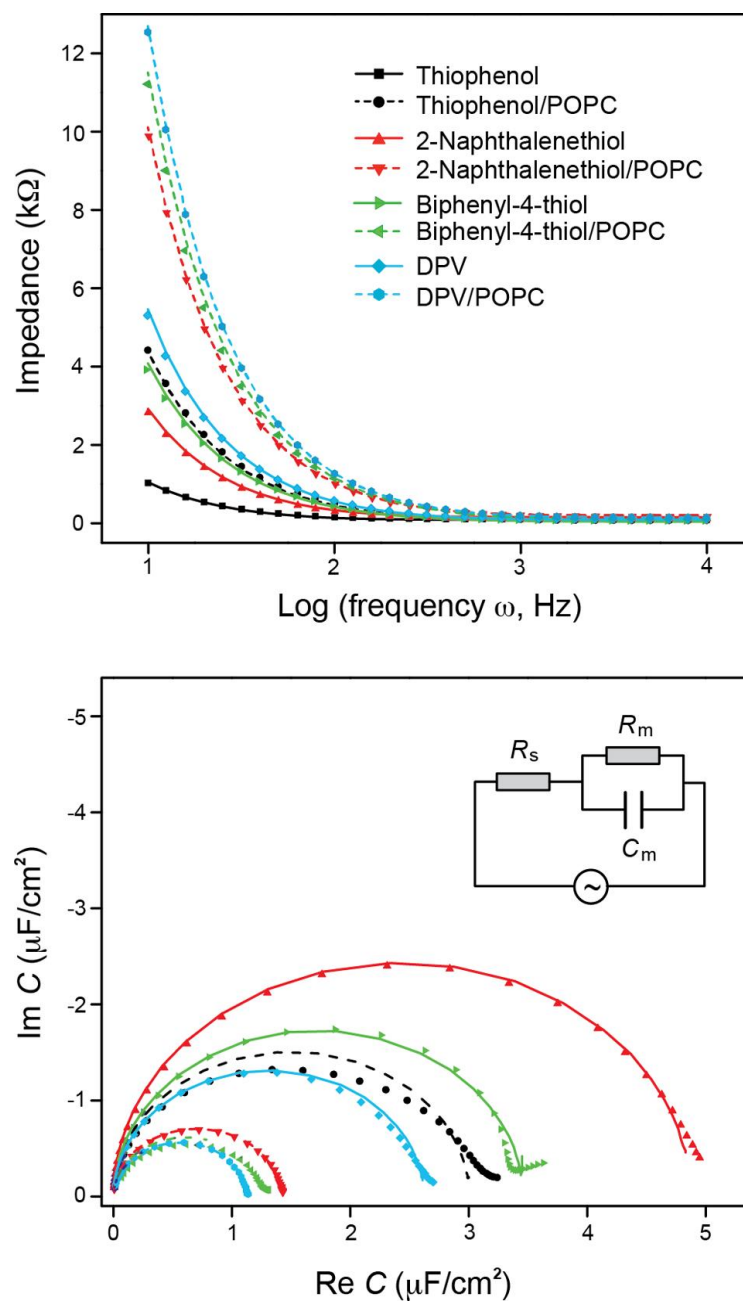 12
10
8
6
4
2
0
Impedance (kΩ)
Thiophenol
Thiophenol/POPC
2-Naphthalenethiol
2-Naphthalenethiol/POPC
Biphenyl-4-thiol
Biphenyl-4-thiol/POPC
DPV
DPV/POPC
1 2 3 4
Log (frequency ω, Hz)
-5
-4
-3
-2
-1
0
Im C (µF/cm²)
Rm
Rs
Cm
~
0 1 2 3 4 5
Re C (µF/cm²)